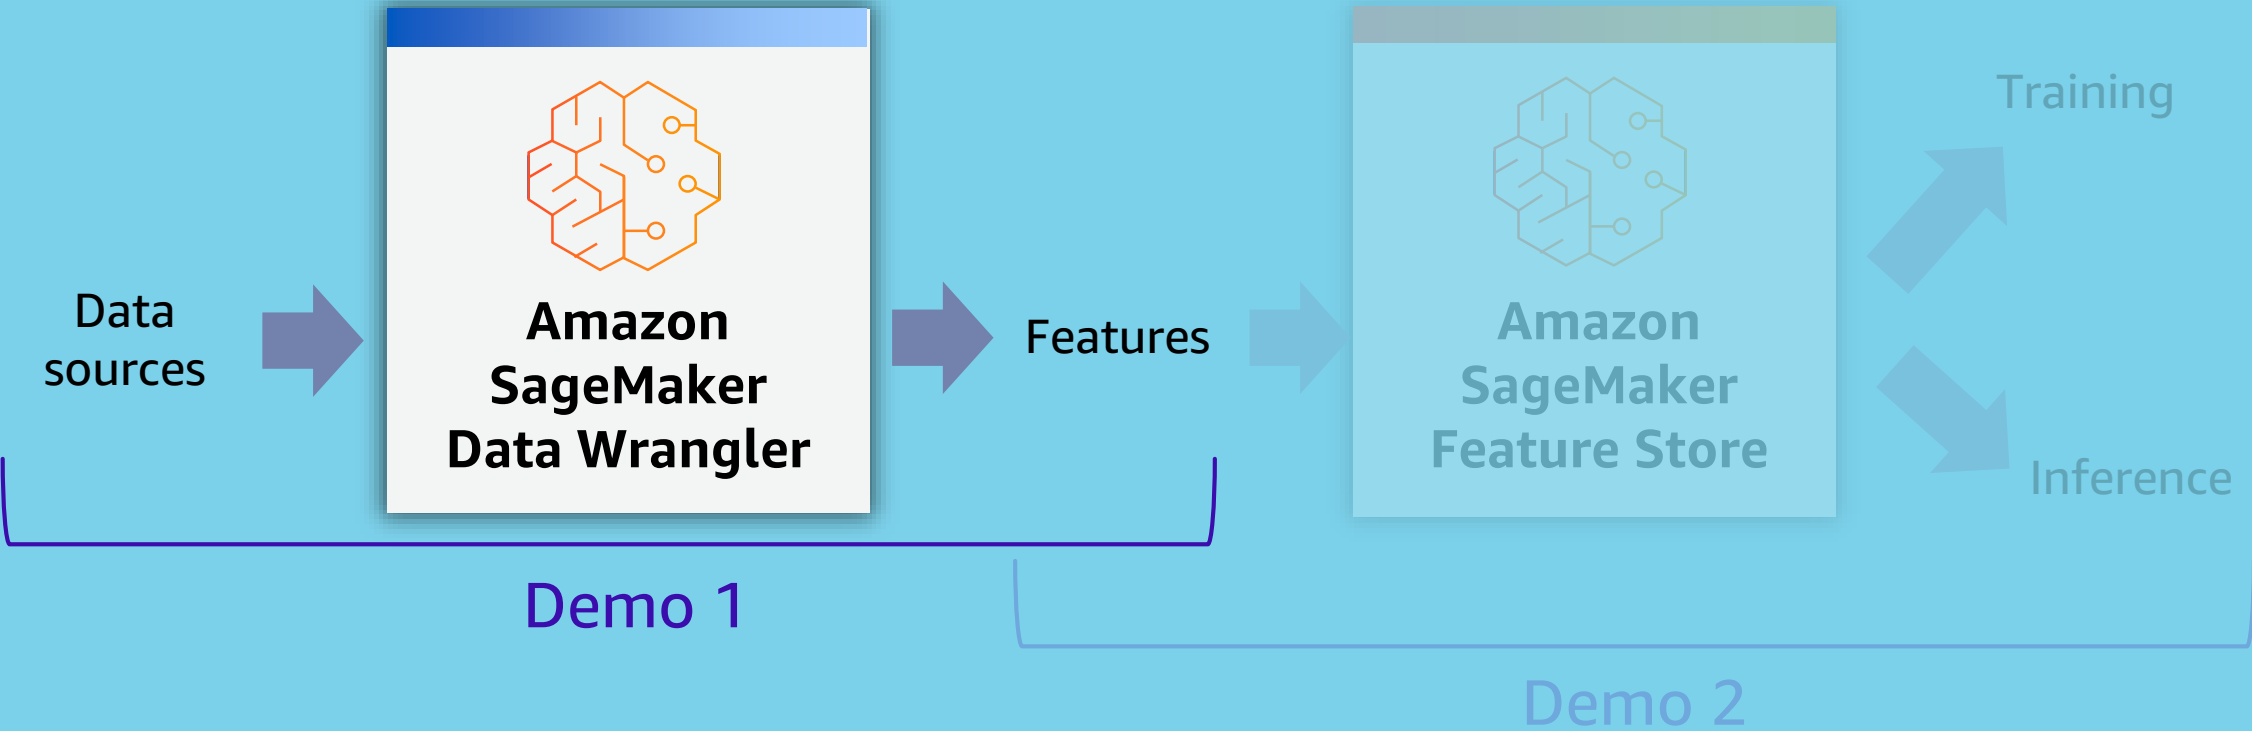 Data
sources
Amazon
SageMaker
Data Wrangler
Features
Amazon
SageMaker
Feature Store
Training
Inference
Demo 1
Demo 2